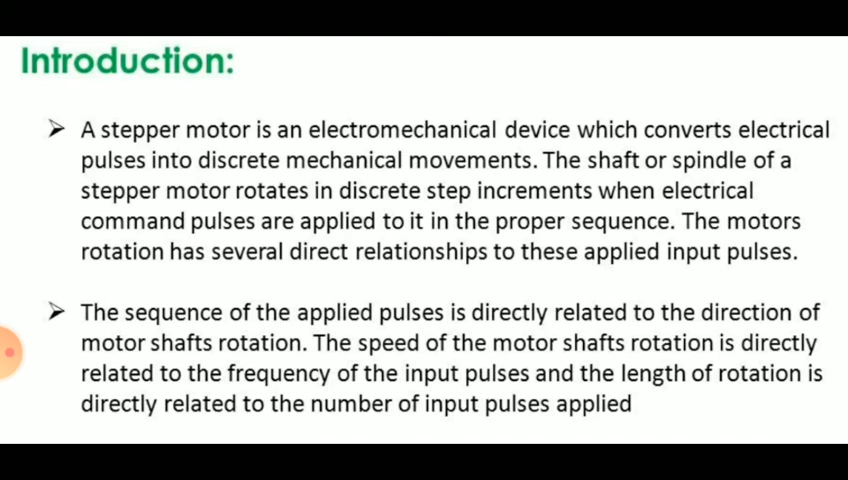 Introduction:
➢ A stepper motor is an electromechanical device which converts electrical
pulses into discrete mechanical movements. The shaft or spindle of a
stepper motor rotates in discrete step increments when electrical
command pulses are applied to it in the proper sequence. The motors
rotation has several direct relationships to these applied input pulses.
➢ The sequence of the applied pulses is directly related to the direction of
motor shafts rotation. The speed of the motor shafts rotation is directly
related to the frequency of the input pulses and the length of rotation is
directly related to the number of input pulses applied